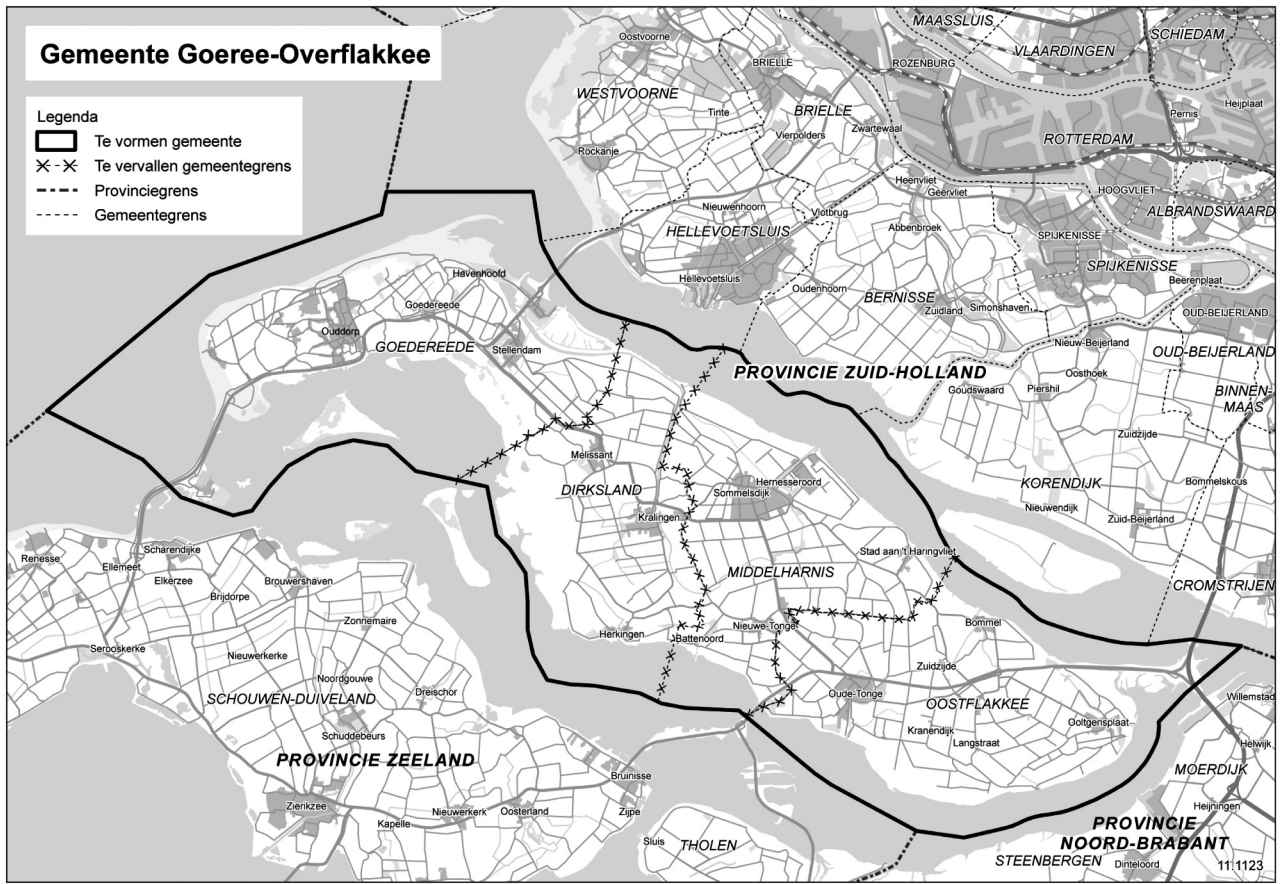 Gemeente Goeree-Overflakkee
Legenda
Te vormen gemeente
Te vervallen gemeentegrens
Provinciegrens
Gemeentegrens
MAASSLUIS
SCHIEDAM
VLAARDINGEN
Oostvoorne
BRIELLE
ROZENBURG
WESTVOORNE
Tinte
BRIELLE
Heijplaat
Pernis
Vierpolders
Zwartewaal
ROTTERDAM
Rockanje
Heenvliet
Geervliet
HOOGVLIET
Nieuwenhoorn
Vlotbrug
ALBRANDSWAARD
HELLEVOETSLUIS
Abbenbroek
SPIJKENISSE
Havenhoofd
Hellevoetsluis
SPIJKENISSE
Beerenplaat
Oudenhoorn
BERNISSE
Goedereede
Zuidland
Simonshaven
OUD-BEIJERLAND
Ouddorp
GOEDEREEDE
Stellendam
Nieuw-Beijerland
OUD-BEIJERLAND
PROVINCIE ZUID-HOLLAND
Oosthoek
Goudswaard
Piershil
BINNEN-
MAAS
Zuidzijde
Melissant
DIRKSLAND
Sommelsdijk
Hernesseroord
KORENDIJK
Bommelskous
Nieuwendijk
Kralingen
Zuid-Beijerland
Scharendijke
Renesse
Ellemeet
Elkerzee
Brouwershaven
Stad aan 't Haringvliet
MIDDELHARNIS
CROMSTRIJEN
Brijdorpe
Zonnemaire
Herkingen
Battenoord
Nieuwe-Tonge
Bommel
Serooskerke
Nieuwerkerke
Zuidzijde
Noordgouwe
SCHOUWEN-DUIVELAND
Dreischor
Oude-Tonge
OOSTFLAKKEE
Willemstad
Schuddebeurs
Kranendijk
Ooltgensplaat
Langstraat
Helwijk
PROVINCIE ZEELAND
Bruinisse
MOERDIJK
Zierikzee
Nieuwerkerk
Oosterland
Zijpe
Heijningen
Kapelle
PROVINCIE
NOORD-BRABANT
Sluis
THOLEN
STEENBERGEN
Dinteloord
11.1123